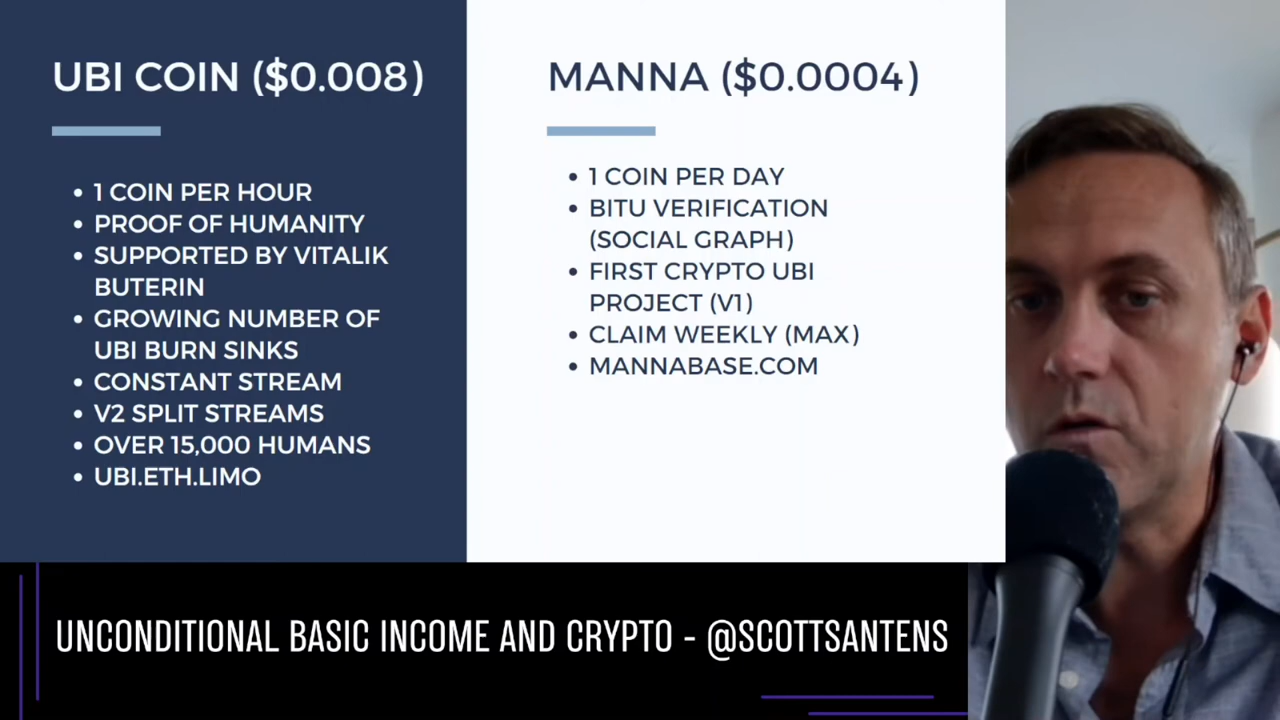 UBI COIN ($0.008)
• 1 COIN PER HOUR
• PROOF OF HUMANITY
• SUPPORTED BY VITALIK
BUTERIN
• GROWING NUMBER OF
UBI BURN SINKS
• CONSTANT STREAM
• V2 SPLIT STREAMS
• OVER 15,000 HUMANS
• UBI.ETH.LIMO
MANNA ($0.0004)
• 1 COIN PER DAY
• BITU VERIFICATION
(SOCIAL GRAPH)
• FIRST CRYPTO UBI
PROJECT (V1)
• CLAIM WEEKLY (MAX)
• MANNABASE.COM
UNCONDITIONAL BASIC INCOME AND CRYPTO - @SCOTTSANTENS